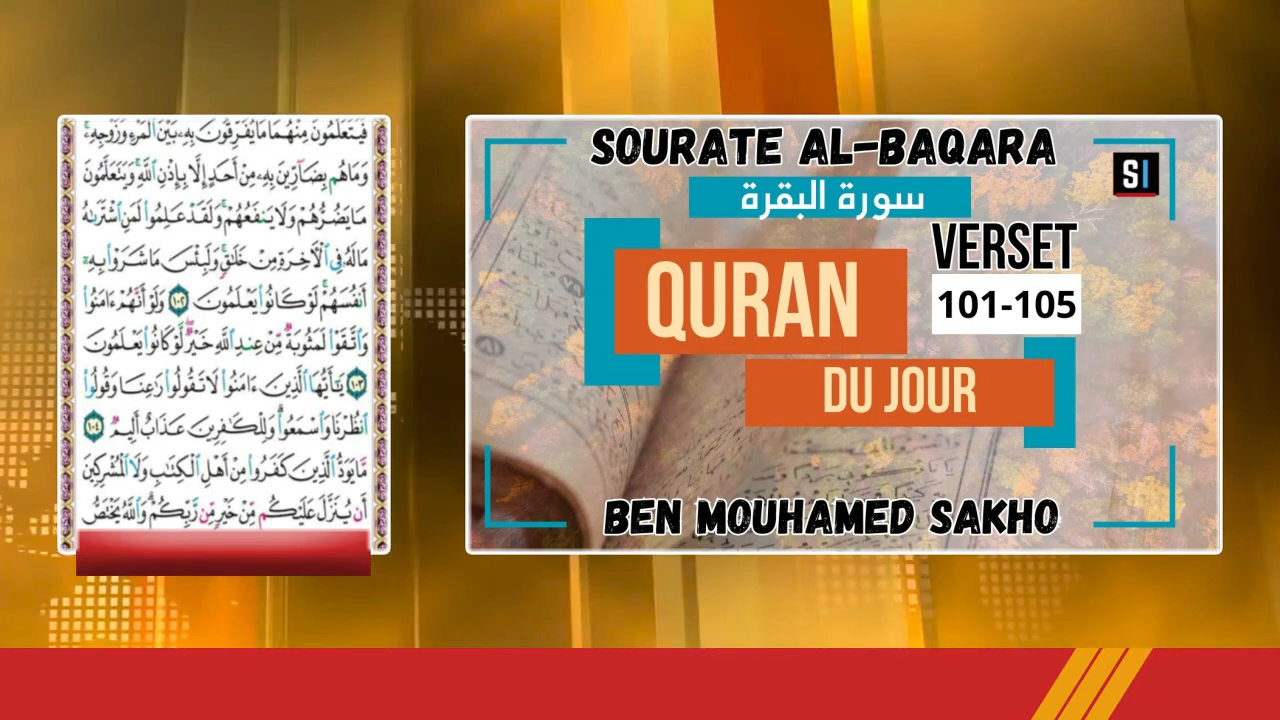 فَيَتَعَلَّمُونَ مِنْهُمَا مَا يُفَرِّقُونَ بِهِۦ بَيْنَ ٱلْمَرْءِ وَزَوْجِهِۦۚ
وَمَا هُم بِضَآرِّينَ بِهِۦ مِنْ أَحَدٍ إِلَّا بِإِذْنِ ٱللَّهِۚ وَيَتَعَلَّمُونَ
مَا يَضُرُّهُمْ وَلَا يَنفَعُهُمْۚ وَلَقَدْ عَلِمُوا۟ لَمَنِ ٱشْتَرَىٰهُ
مَا لَهُۥ فِى ٱلْأَخِرَةِ مِنْ خَلَٰقٍۚ وَلَبِئْسَ مَا شَرَوْا۟ بِهِۦٓ
أَنفُسَهُمْۚ لَوْ كَانُوا۟ يَعْلَمُونَ ١٠٢ وَلَوْ أَنَّهُمْ ءَامَنُوا۟
وَٱتَّقَوْا۟ لَمَثُوبَةٌ مِّنْ عِندِ ٱللَّهِ خَيْرٌۖ لَّوْ كَانُوا۟ يَعْلَمُونَ
١٠٣ يَٰٓأَيُّهَا ٱلَّذِينَ ءَامَنُوا۟ لَا تَقُولُوا۟ رَٰعِنَا وَقُولُوا۟
ٱنظُرْنَا وَٱسْمَعُوا۟ۗ وَلِلْكَٰفِرِينَ عَذَابٌ أَلِيمٌ ١٠٤
مَّا يَوَدُّ ٱلَّذِينَ كَفَرُوا۟ مِنْ أَهْلِ ٱلْكِتَٰبِ وَلَا ٱلْمُشْرِكِينَ
أَن يُنَزَّلَ عَلَيْكُم مِّنْ خَيْرٍ مِّن رَّبِّكُمْۗ وَٱللَّهُ يَخْتَصُّ
SOURATE AL-BAQARA
SI
سورة البقرة
VERSET
101-105
QURAN
DU JOUR
BEN MOUHAMED SAKHO